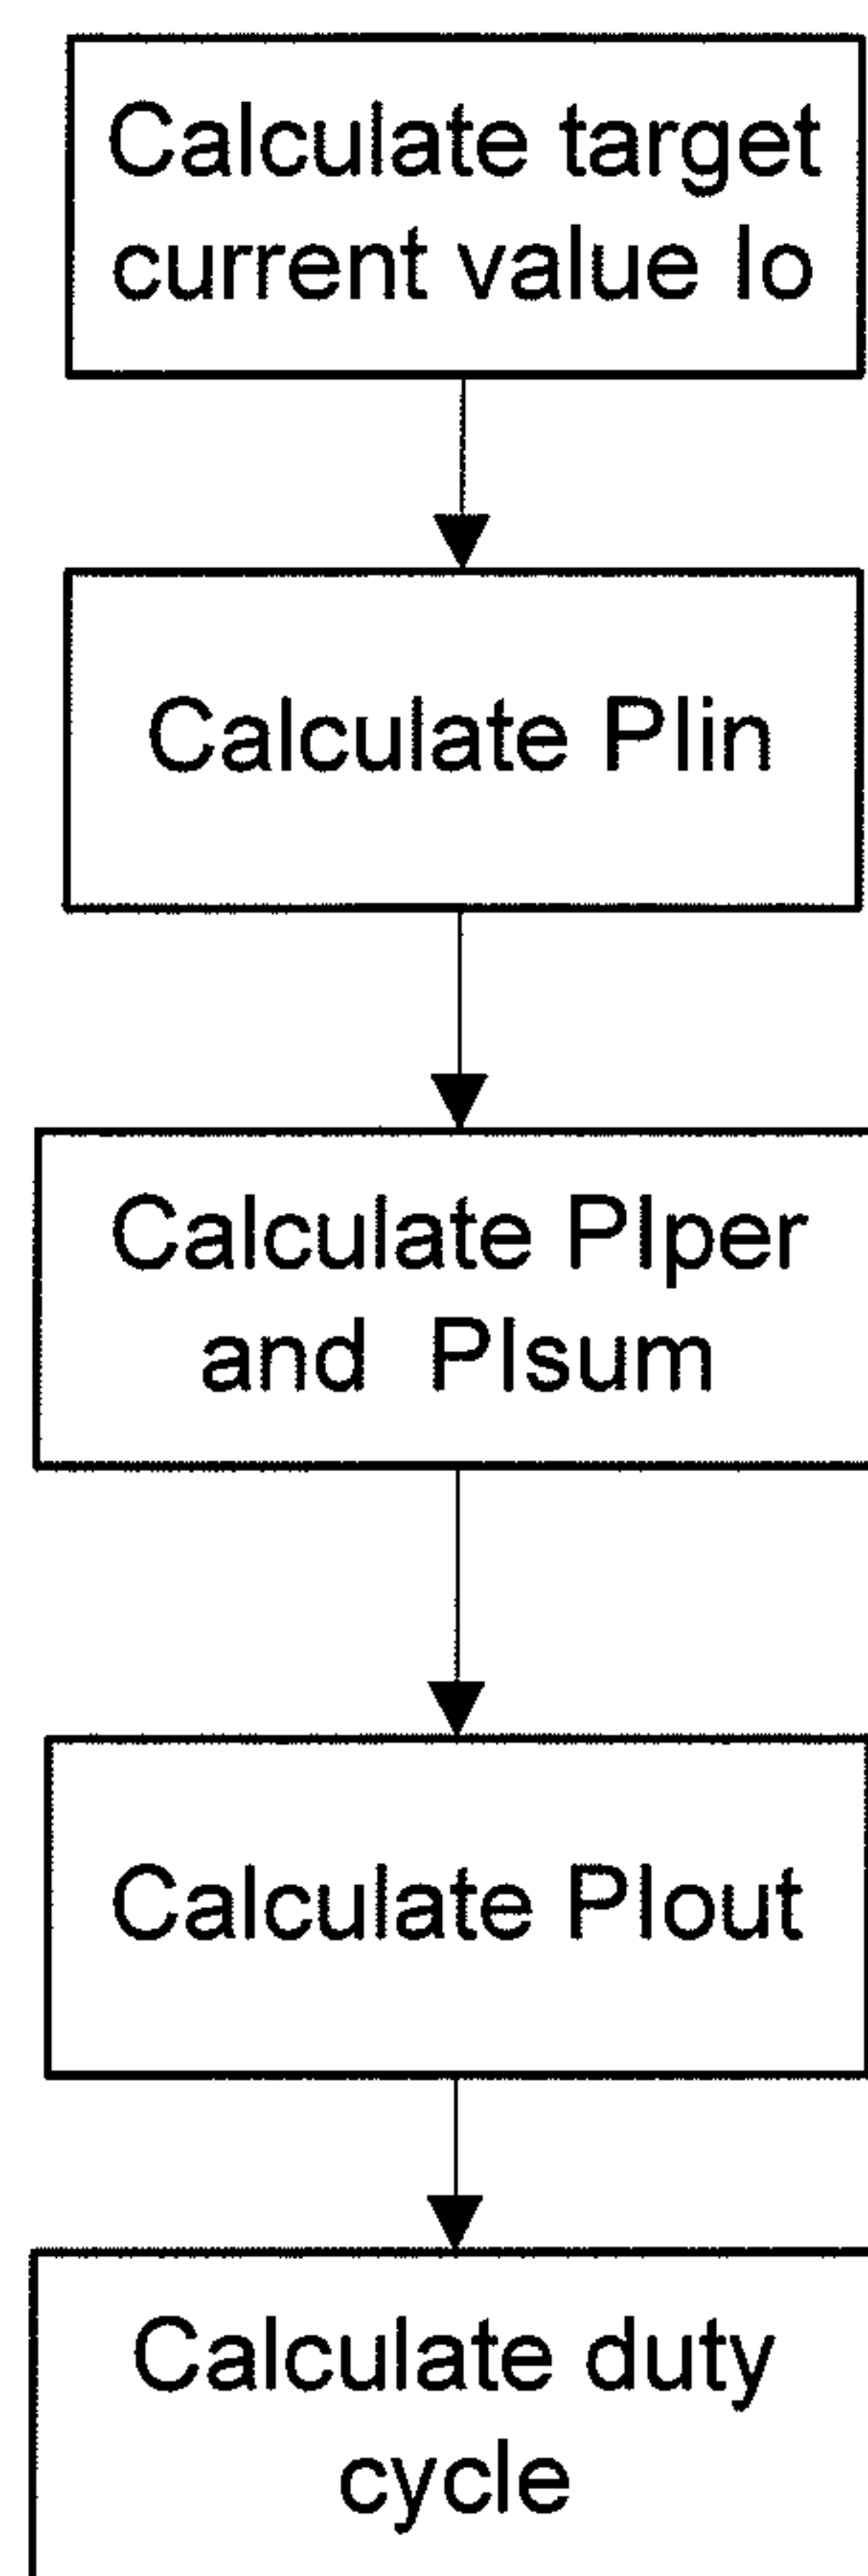 Calculate target
current value Io
Calculate PIin
Calculate PIper
and PIsum
Calculate PIout
Calculate duty
cycle